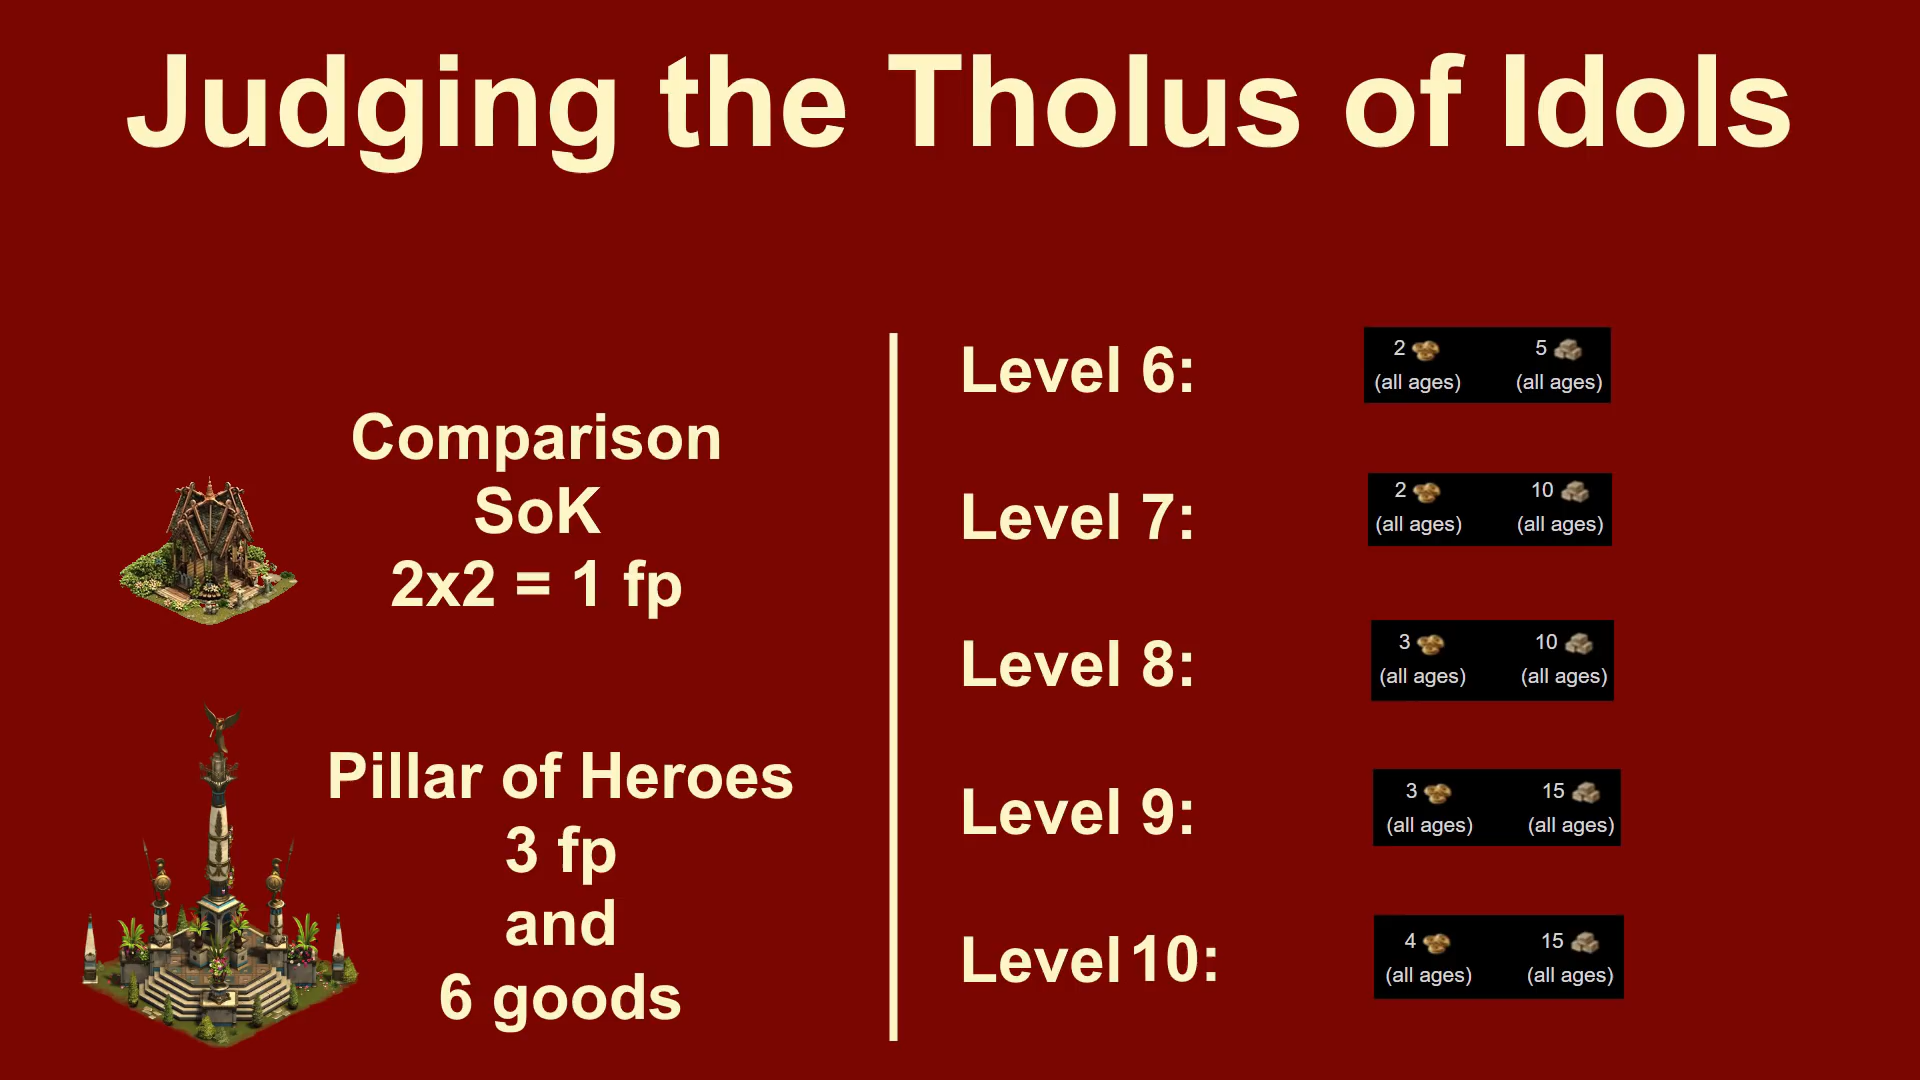 Judging the Tholus of Idols
Comparison
SoK
2x2 = 1 fp
Pillar of Heroes
3 fp
and
6 goods
Level 6:
2 5
(all ages) (all ages)
Level 7:
2 10
(all ages) (all ages)
Level 8:
3 10
(all ages) (all ages)
Level 9:
3 15
(all ages) (all ages)
Level 10:
4 15
(all ages) (all ages)